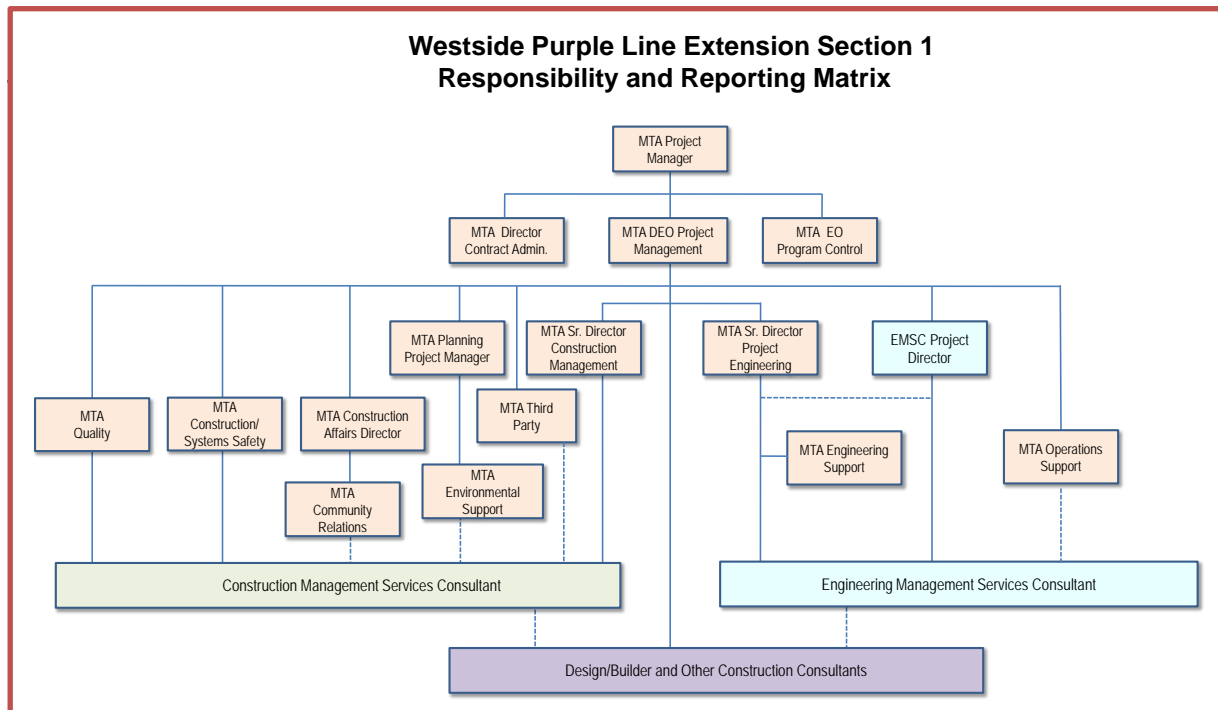 Westside Purple Line Extension Section 1
Responsibility and Reporting Matrix
MTA Project
Manager
MTA Director
Contract Admin.
MTA DEO Project
Management
MTA EO
Program Control
MTA Planning
Project Manager
MTA Sr. Director
Construction
Management
MTA Sr. Director
Project
Engineering
EMSC Project
Director
MTA
Quality
MTA
Construction/
Systems Safety
MTA Construction
Affairs Director
MTA Third
Party
MTA Engineering
Support
MTA Operations
Support
MTA
Community
Relations
MTA
Environmental
Support
Construction Management Services Consultant
Engineering Management Services Consultant
Design/Builder and Other Construction Consultants